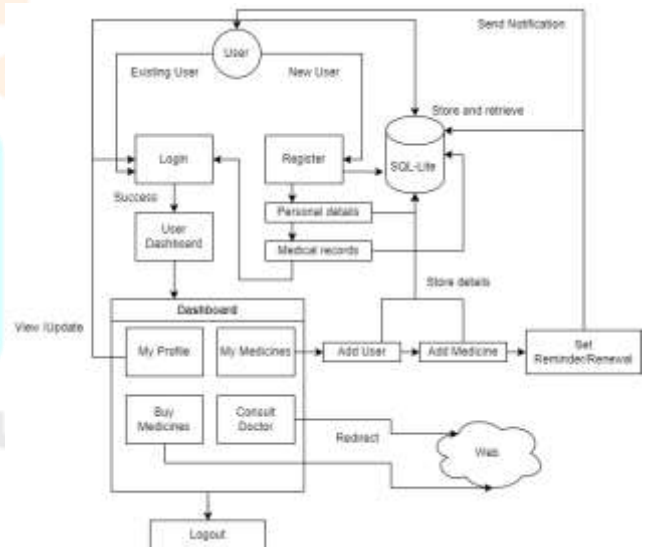 Send Notification
User
Existing User
New User
Store and retrieve
Login
Register
SQL-Lite
Success
Personal details
User
Dashboard
Medical records
Store details
Dashboard
View /Update
My Profile
My Medicines
Add User
Add Medicine
Set
Reminder/Renewal
Buy
Medicines
Consult
Doctor
Redirect
Web
Logout